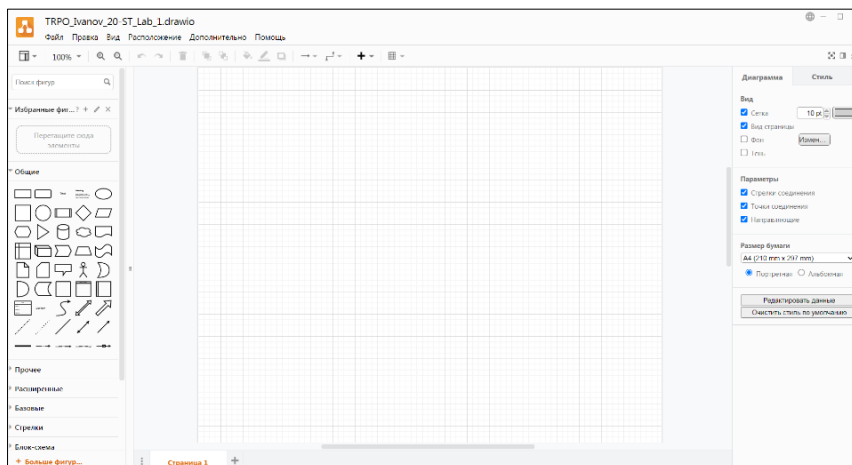 TRPO_Ivanov_20-ST_Lab_1.drawio
Файл Правка Вид Расположение Дополнительно Помощь
100%
Поиск фигур
Избранные фиг...?
Перетащите сюда
элементы
Общие
Прочее
Расширенные
Базовые
Стрелки
Блок-схема
+ Больше фигур...
Страница 1
Диаграмма Стиль
Вид
Сетка 10 pt
Вид страницы
Фон Измен...
Тень
Параметры
Стрелки соединения
Точки соединения
Направляющие
Размер бумаги
A4 (210 mm x 297 mm)
Портретная Альбомная
Редактировать данные
Очистить стиль по умолчанию